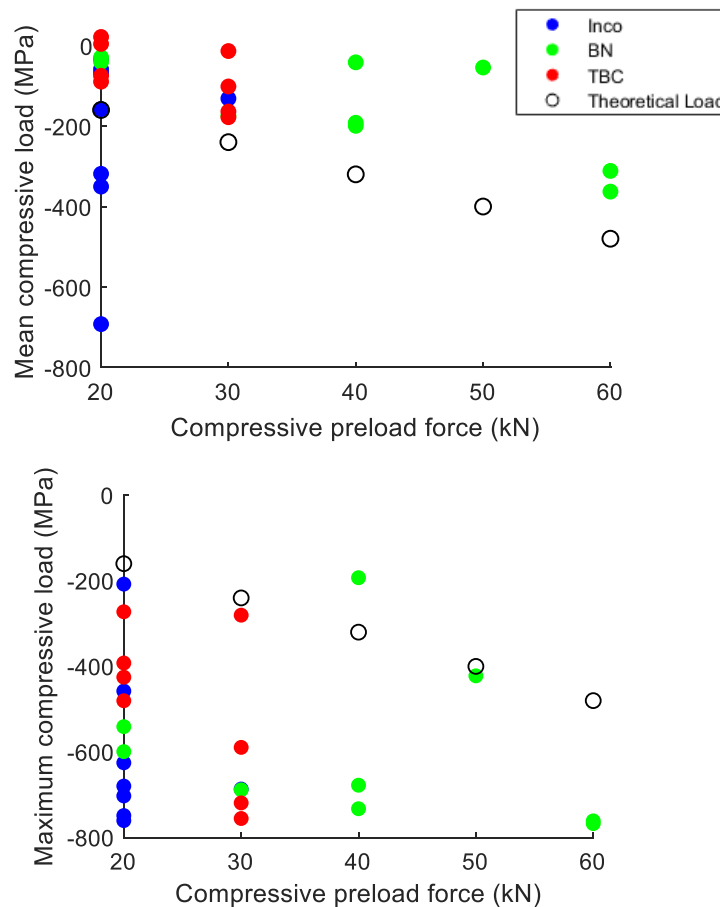 Inco
BN
TBC
Theoretical Load
Mean compressive load (MPa)
0
-200
-400
-600
-800
20 30 40 50 60
Compressive preload force (kN)
Maximum compressive load (MPa)
0
-200
-400
-600
-800
20 30 40 50 60
Compressive preload force (kN)